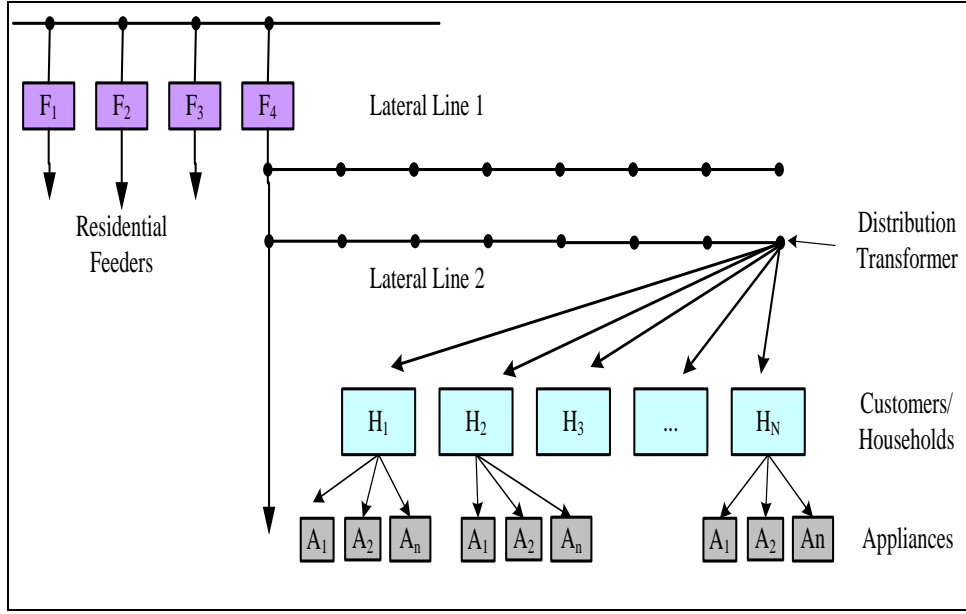 F₁ F₂ F₃ F₄
Lateral Line 1
Residential
Feeders
Distribution
Transformer
Lateral Line 2
H₁ H₂ H₃ ... H_N
Customers/
Households
A₁ A₂ Aₙ A₁ A₂ Aₙ A₁ A₂ An
Appliances